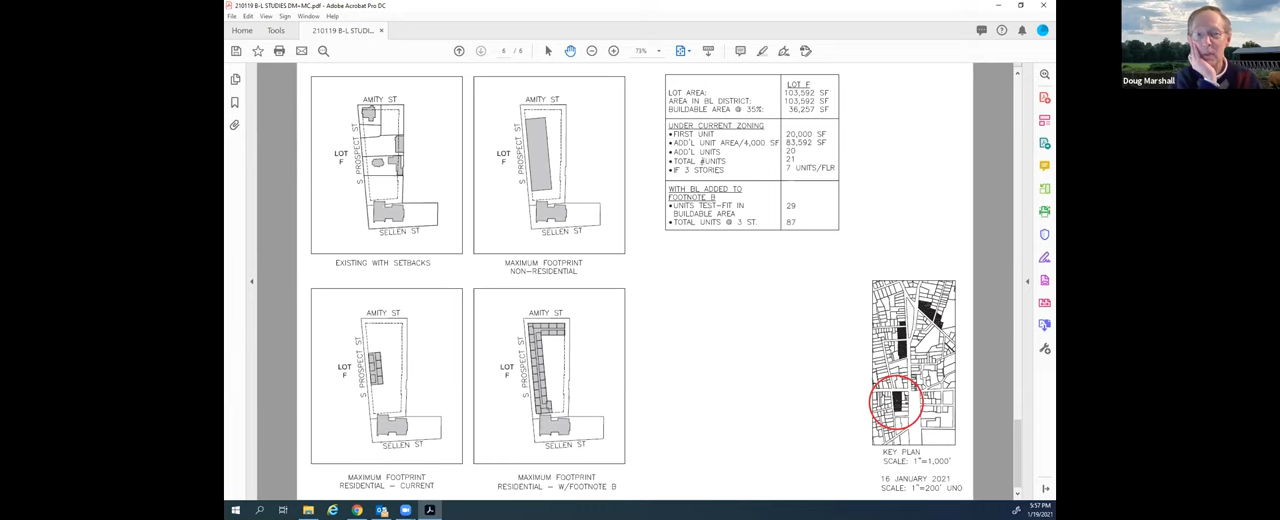 210119 B-L STUDIES DM-MC.pdf - Adobe Acrobat Pro DC
File Edit View Sign Window Help
Home Tools 210119 B-L STUDI... ×
6 / 6 73%
AMITY ST
LOT
F
S PROSPECT ST
SELLEN ST
EXISTING WITH SETBACKS
AMITY ST
S PROSPECT ST
SELLEN ST
MAXIMUM FOOTPRINT
NON-RESIDENTIAL
LOT F
LOT AREA: 103,592 SF
AREA IN BL DISTRICT: 103,592 SF
BUILDABLE AREA @ 35%: 36,257 SF
UNDER CURRENT ZONING
•FIRST UNIT 20,000 SF
•ADD'L UNIT AREA/4,000 SF 83,592 SF
•ADD'L UNITS 20
•TOTAL #UNITS 21
•IF 3 STORIES 7 UNITS/FLR
WITH BL ADDED TO
FOOTNOTE B
•UNITS TEST-FIT IN 29
BUILDABLE AREA
•TOTAL UNITS @ 3 ST. 87
AMITY ST
LOT
F
S PROSPECT ST
SELLEN ST
MAXIMUM FOOTPRINT
RESIDENTIAL - CURRENT
AMITY ST
LOT
F
S PROSPECT ST
SELLEN ST
MAXIMUM FOOTPRINT
RESIDENTIAL - W/FOOTNOTE B
KEY PLAN
SCALE: 1"=1,000'
16 JANUARY 2021
SCALE: 1"=200' UNO
Doug Marshall
5:57 PM
1/19/2021